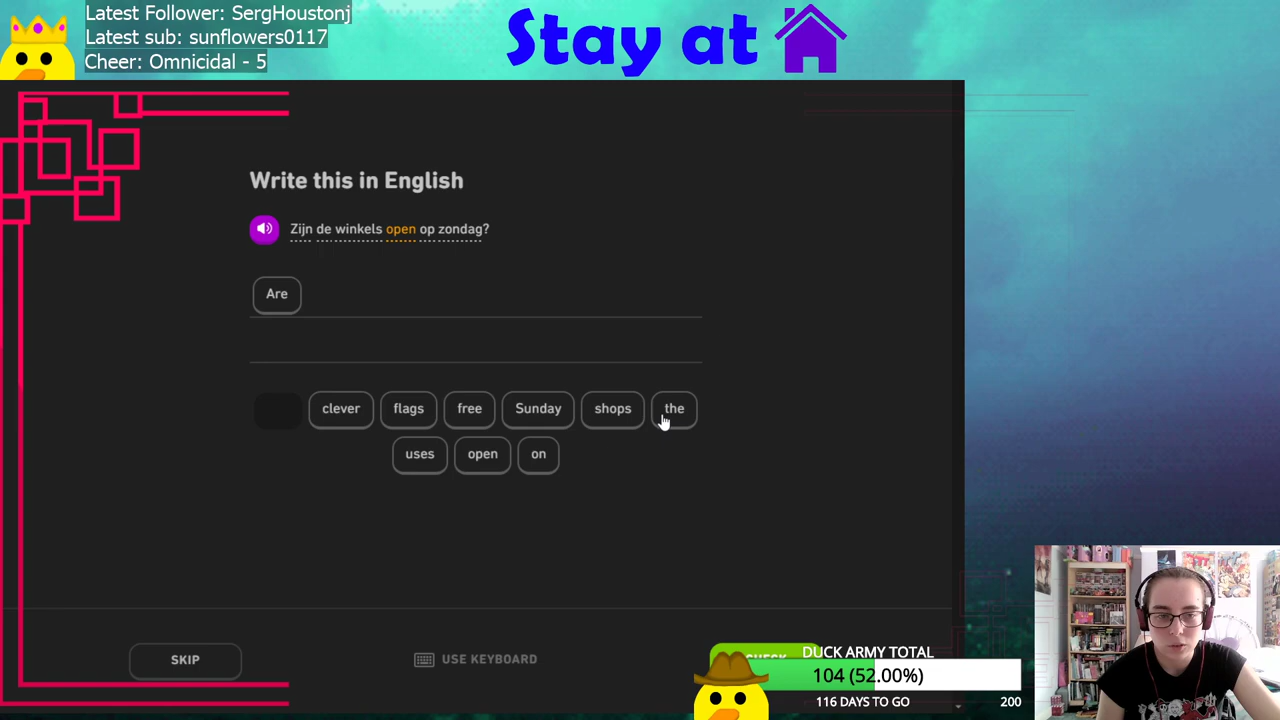 Latest Follower: SergHoustonj
Latest sub: sunflowers0117
Cheer: Omnicidal - 5
Stay at
Write this in English
Zijn de winkels open op zondag?
Are
clever flags free Sunday shops the
uses open on
SKIP
USE KEYBOARD
CHECK
DUCK ARMY TOTAL
104 (52.00%)
116 DAYS TO GO 200